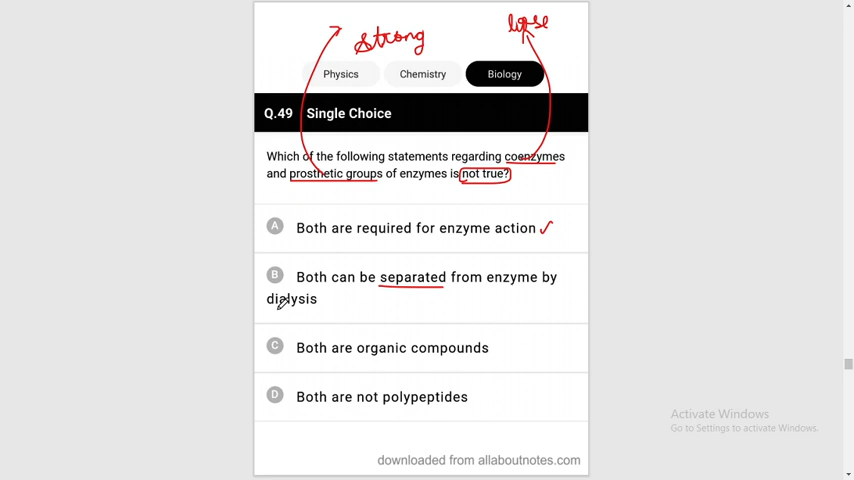 strong
loose
Physics Chemistry Biology
Q.49 Single Choice
Which of the following statements regarding coenzymes
and prosthetic groups of enzymes is not true?
A Both are required for enzyme action ✓
B Both can be separated from enzyme by
dialysis
C Both are organic compounds
D Both are not polypeptides
Activate Windows
Go to Settings to activate Windows.
downloaded from allaboutnotes.com